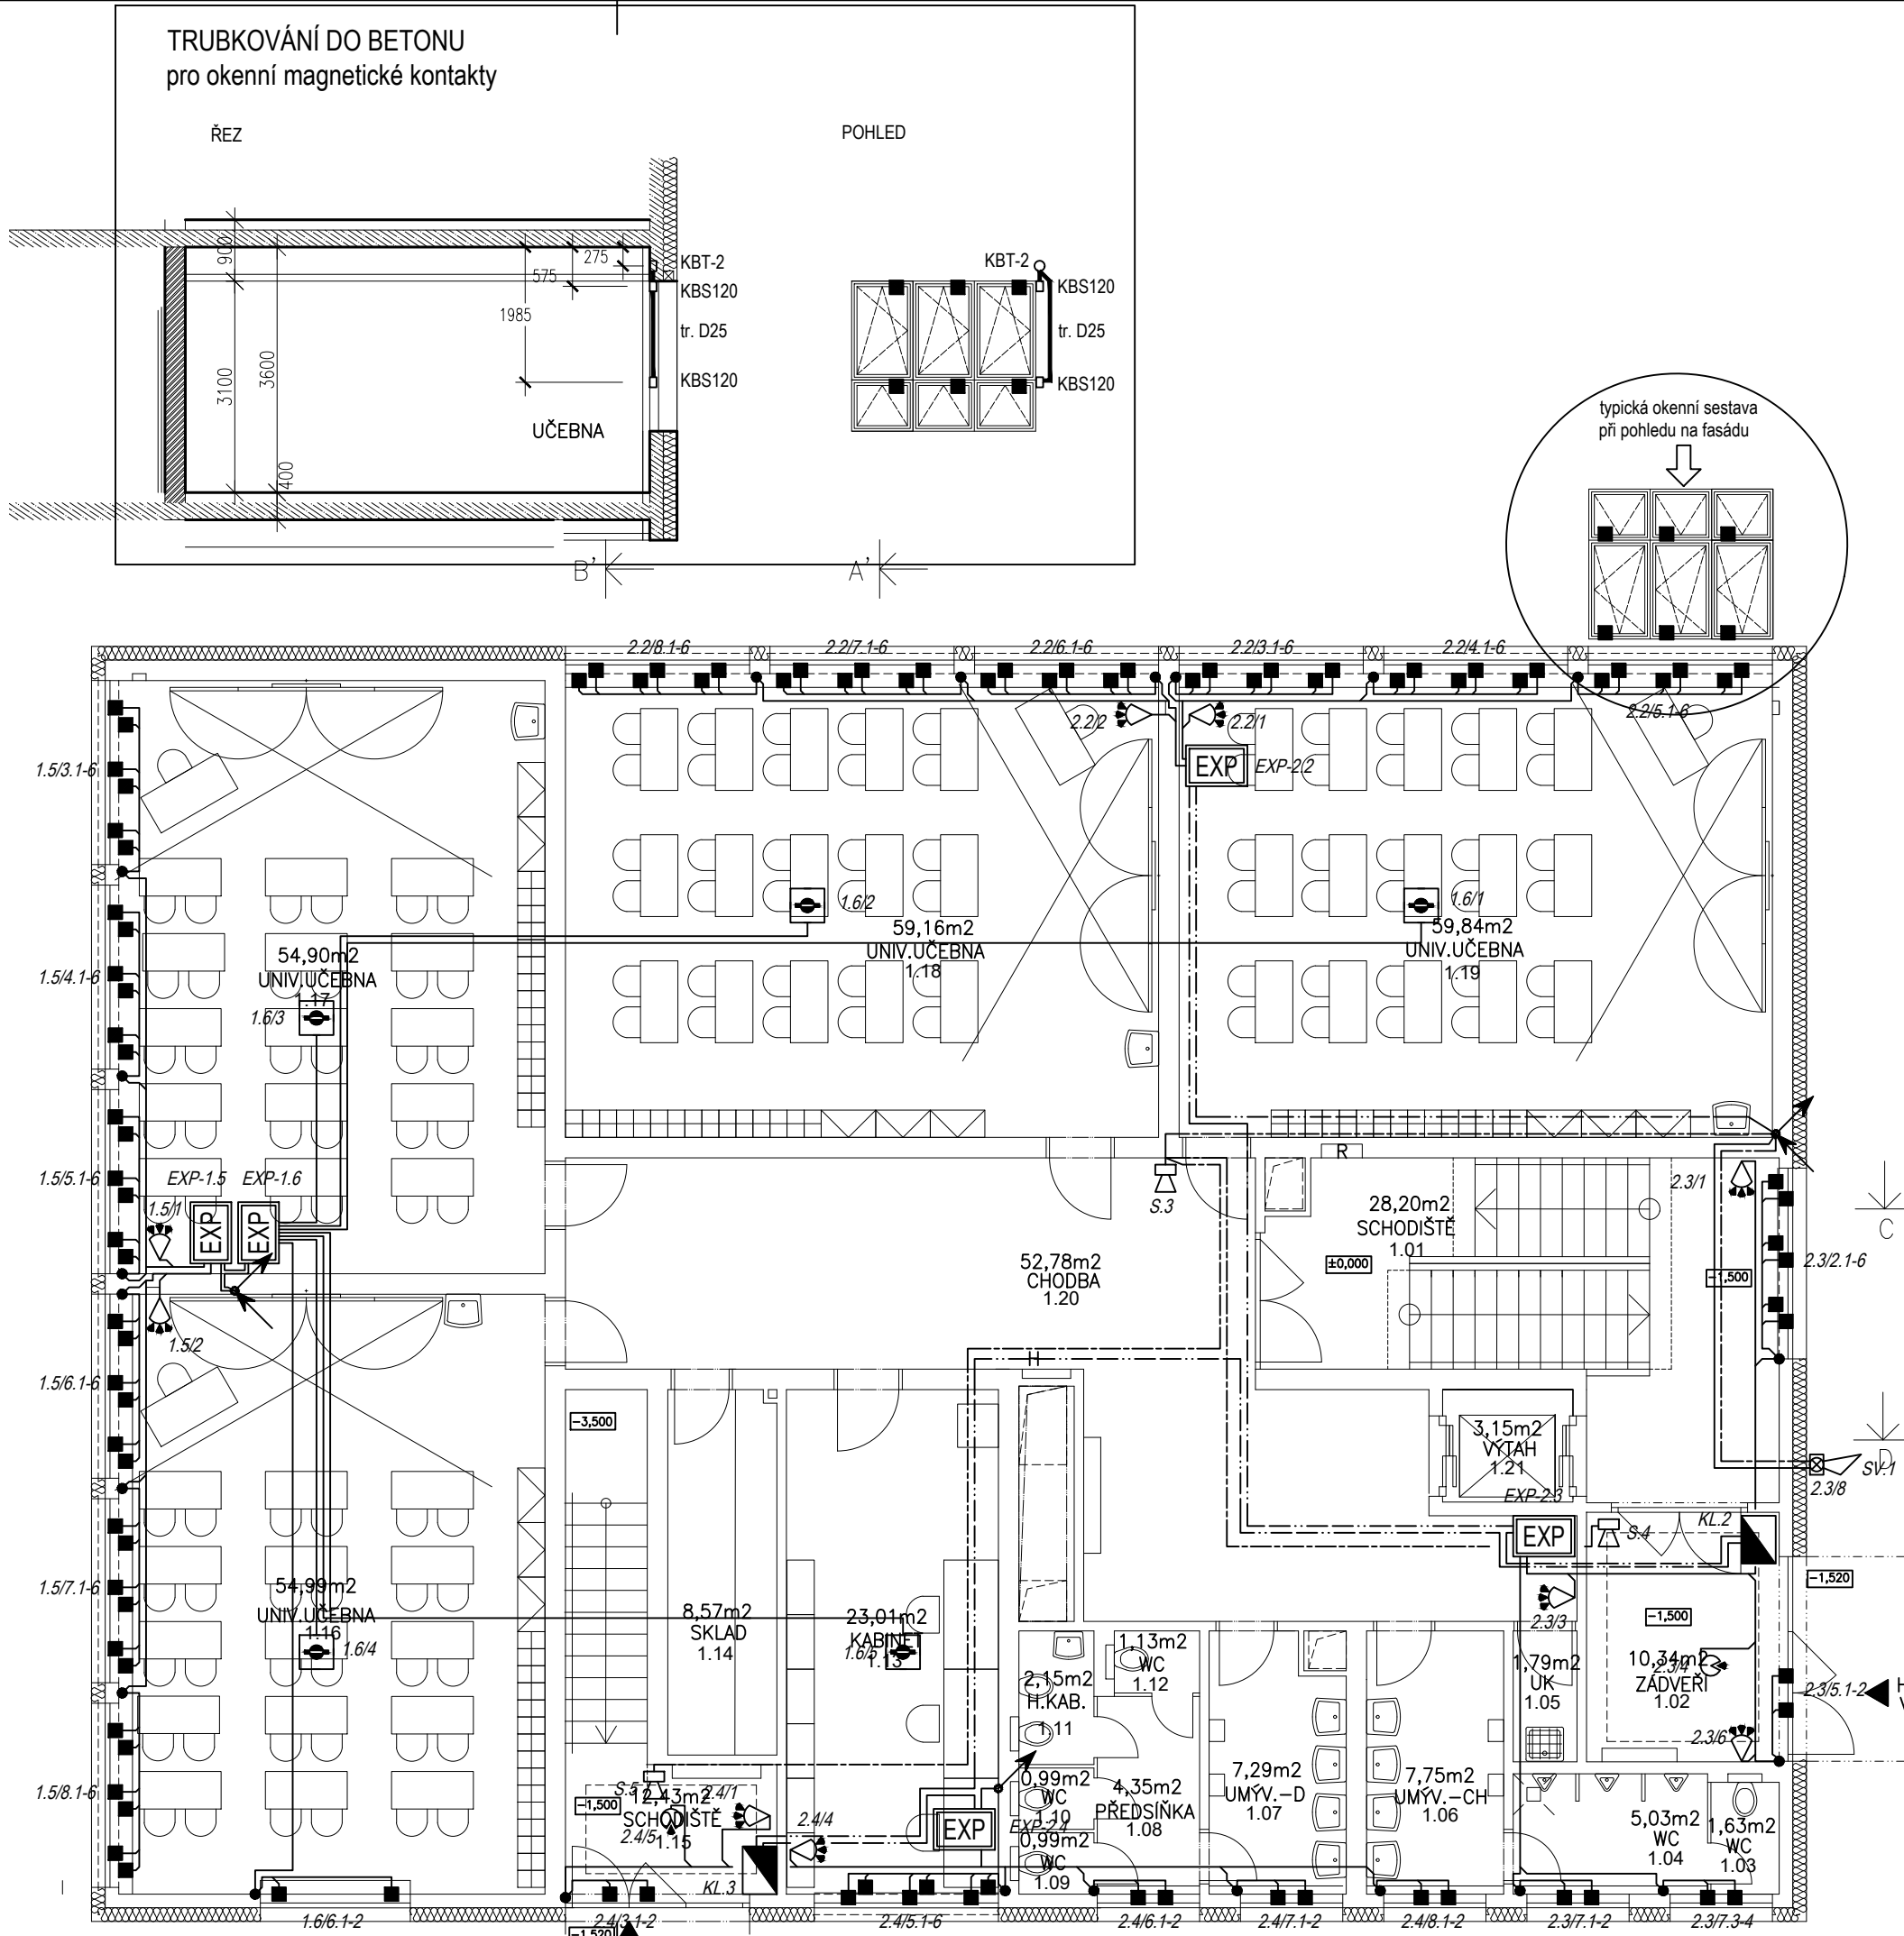 TRUBKOVÁNÍ DO BETONU
pro okenní magnetické kontakty
ŘEZ
POHLED
900
3100
3600
400
1985
575
275
KBT-2
KBS120
tr. D25
KBS120
UČEBNA
KBT-2
KBS120
tr. D25
KBS120
typická okenní sestava
při pohledu na fasádu
B'
A'
2.2/8.1-6
2.2/7.1-6
2.2/6.1-6
2.2/3.1-6
2.2/4.1-6
2.2/5.1-6
2.2/2
2.2/1
EXP
EXP-2.2
1.5/3.1-6
1.5/4.1-6
1.5/5.1-6
1.5/6.1-6
1.5/7.1-6
1.5/8.1-6
1.6/2
59,16m2
UNIV.UČEBNA
1.18
1.6/1
59,84m2
UNIV.UČEBNA
1.19
54,90m2
UNIV.UČEBNA
1.17
1.6/3
EXP-1.5
EXP-1.6
EXP
EXP
1.5/1
1.5/2
S.3
R
28,20m2
SCHODIŠTĚ
1.01
±0,000
2.3/1
-1,500
2.3/2.1-6
C
52,78m2
CHODBA
1.20
H
-3,500
3,15m2
VÝTAH
1.21
EXP-2.3
EXP
S.4
KL.2
D
SV.1
2.3/8
-1,520
54,99m2
UNIV.UČEBNA
1.16
1.6/4
8,57m2
SKLAD
1.14
23,01m2
KABINET
1.13
1.6/5
2,15m2
H.KAB.
1.11
1,13m2
WC
1.12
2.3/3
-1,500
1,79m2
ÚK
1.05
10,34m2
ZÁDVEŘÍ
1.02
2.3/4
2.3/5.1-2
2.3/6
S.5
2.4/1
-1,500
12,43m2
SCHODIŠTĚ
1.15
2.4/5
2.4/4
KL.3
EXP
EXP-2.4
0,99m2
WC
1.10
0,99m2
WC
1.09
4,35m2
PŘEDSÍŇKA
1.08
7,29m2
UMÝV.-D
1.07
7,75m2
UMÝV.-CH
1.06
5,03m2
WC
1.04
1,63m2
WC
1.03
1.6/6.1-2
2.4/3.1-2
2.4/5.1-6
2.4/6.1-2
2.4/7.1-2
2.4/8.1-2
2.3/7.1-2
2.3/7.3-4
-1,520